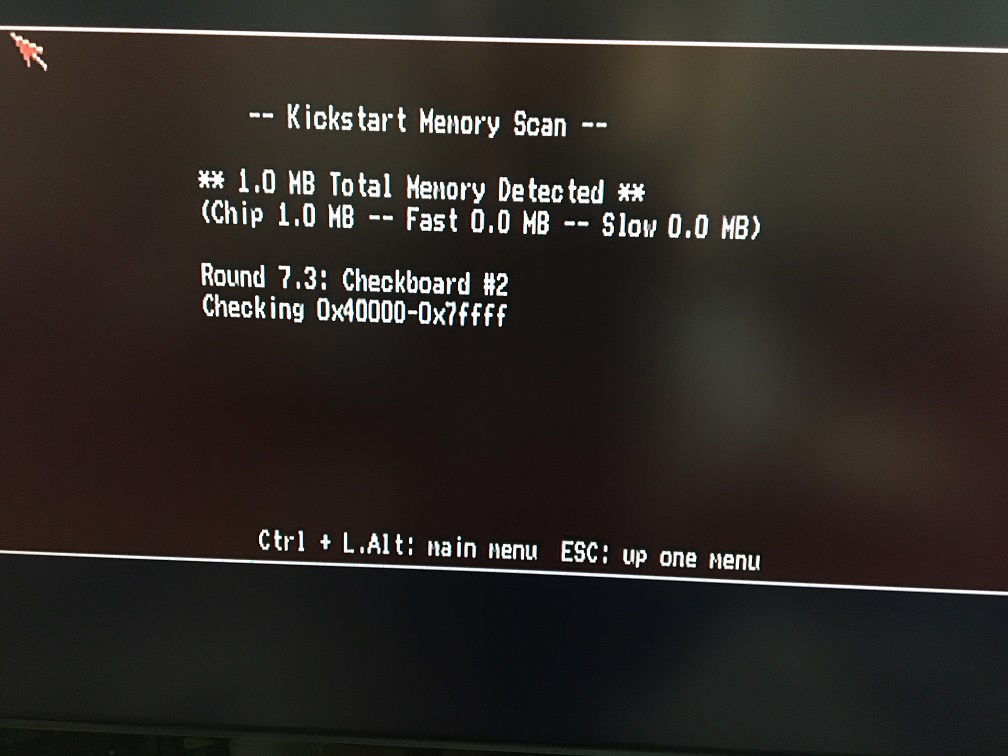 -- Kickstart Memory Scan --
** 1.0 MB Total Memory Detected **
(Chip 1.0 MB -- Fast 0.0 MB -- Slow 0.0 MB)
Round 7.3: Checkboard #2
Checking 0x40000-0x7ffff
Ctrl + L.Alt: main menu  ESC: up one menu